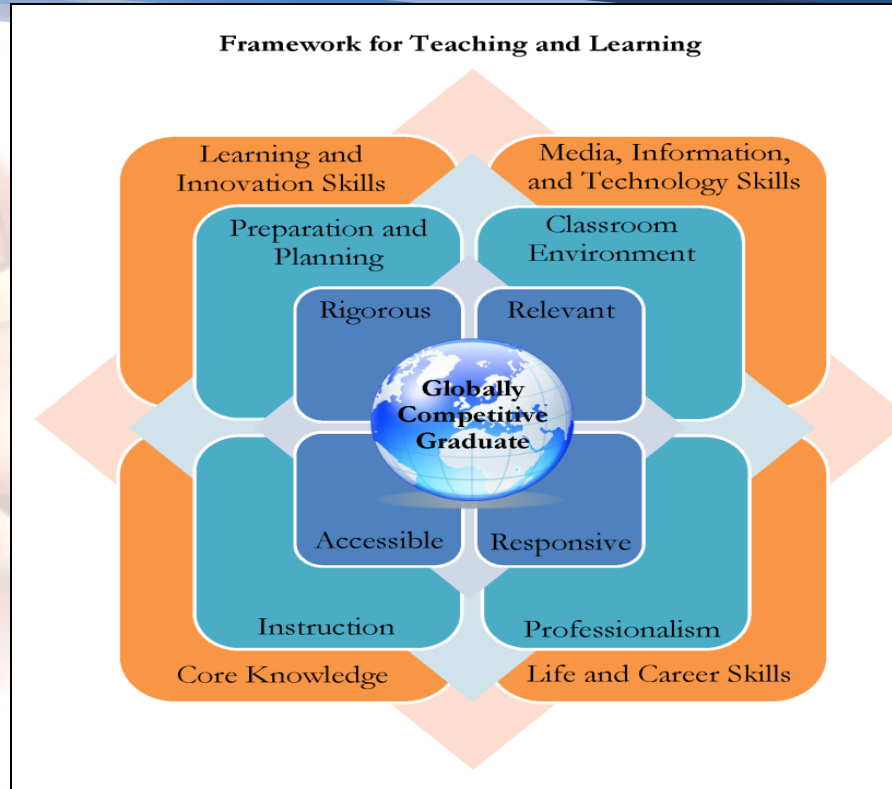 Framework for Teaching and Learning
Learning and
Innovation Skills
Media, Information,
and Technology Skills
Preparation and
Planning
Classroom
Environment
Rigorous
Relevant
Globally
Competitive
Graduate
Accessible
Responsive
Instruction
Professionalism
Core Knowledge
Life and Career Skills